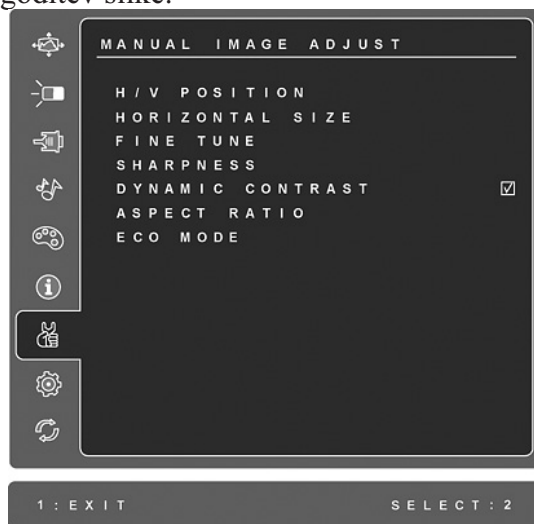 MANUAL IMAGE ADJUST
H/V POSITION
HORIZONTAL SIZE
FINE TUNE
SHARPNESS
DYNAMIC CONTRAST ☑
ASPECT RATIO
ECO MODE
1:EXIT SELECT:2